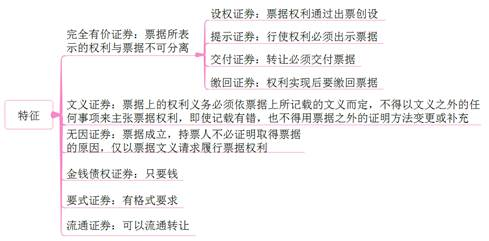 特征
完全有价证券：票据所表
示的权利与票据不可分离
设权证券：票据权利通过出票创设
提示证券：行使权利必须出示票据
交付证券：转让必须交付票据
缴回证券：权利实现后要缴回票据
文义证券：票据上的权利义务必须依票据上所记载的文义而定，不得以文义之外的任
何事项来主张票据权利，即使记载有错，也不得用票据之外的证明方法变更或补充
无因证券：票据成立，持票人不必证明取得票据
的原因，仅以票据文义请求履行票据权利
金钱债权证券：只要钱
要式证券：有格式要求
流通证券：可以流通转让